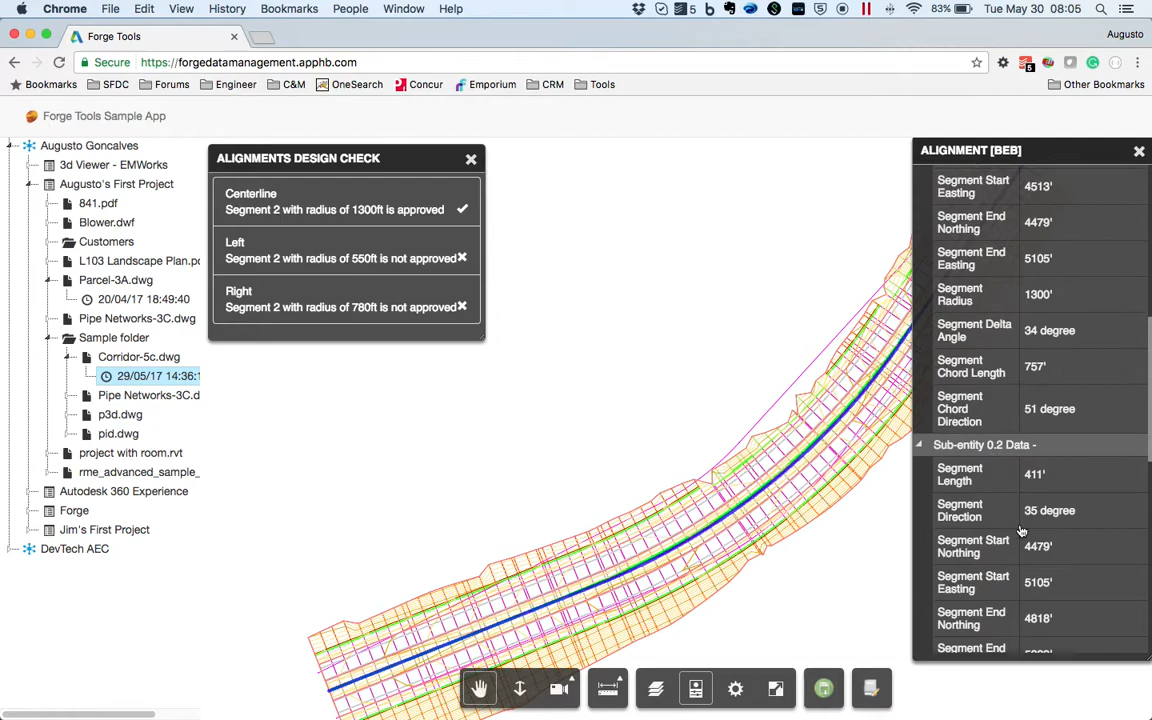 Chrome File Edit View History Bookmarks People Window Help 5 83% Tue May 30 08:05
Forge Tools Augusto
Secure https://forgedatamanagement.apphb.com 5
Bookmarks SFDC Forums Engineer C&M OneSearch Concur Emporium CRM Tools Other Bookmarks
Forge Tools Sample App
Augusto Goncalves
3d Viewer - EMWorks
Augusto's First Project
841.pdf
Blower.dwf
Customers
L103 Landscape Plan.pc
Parcel-3A.dwg
20/04/17 18:49:40
Pipe Networks-3C.dwg
Sample folder
Corridor-5c.dwg
29/05/17 14:36:1
Pipe Networks-3C.d
p3d.dwg
pid.dwg
project with room.rvt
rme_advanced_sample_
Autodesk 360 Experience
Forge
Jim's First Project
DevTech AEC
ALIGNMENTS DESIGN CHECK
Centerline
Segment 2 with radius of 1300ft is approved
Left
Segment 2 with radius of 550ft is not approved
Right
Segment 2 with radius of 780ft is not approved
ALIGNMENT [BEB]
Segment Start
Easting
4513'
Segment End
Northing
4479'
Segment End
Easting
5105'
Segment
Radius
1300'
Segment Delta
Angle
34 degree
Segment
Chord Length
757'
Segment
Chord
Direction
51 degree
Sub-entity 0.2 Data -
Segment
Length
411'
Segment
Direction
35 degree
Segment Start
Northing
4479'
Segment Start
Easting
5105'
Segment End
Northing
4818'
Segment End